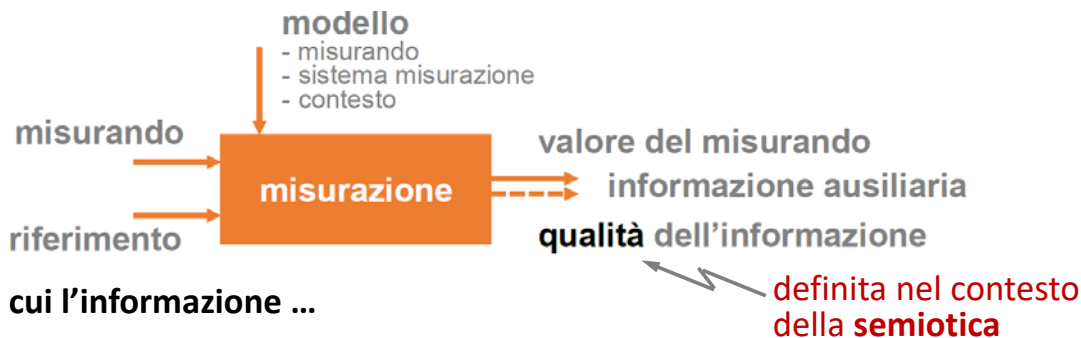 modello
- misurando
- sistema misurazione
- contesto
misurando
riferimento
misurazione
valore del misurando
informazione ausiliaria
qualità dell'informazione
definita nel contesto
della semiotica
cui l'informazione …